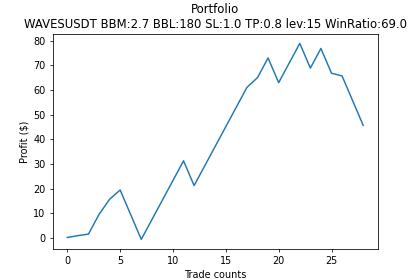 Portfolio
WAVESUSDT BBM:2.7 BBL:180 SL:1.0 TP:0.8 lev:15 WinRatio:69.0
80
70
60
50
40
30
20
10
0
Profit ($)
0 5 10 15 20 25
Trade counts